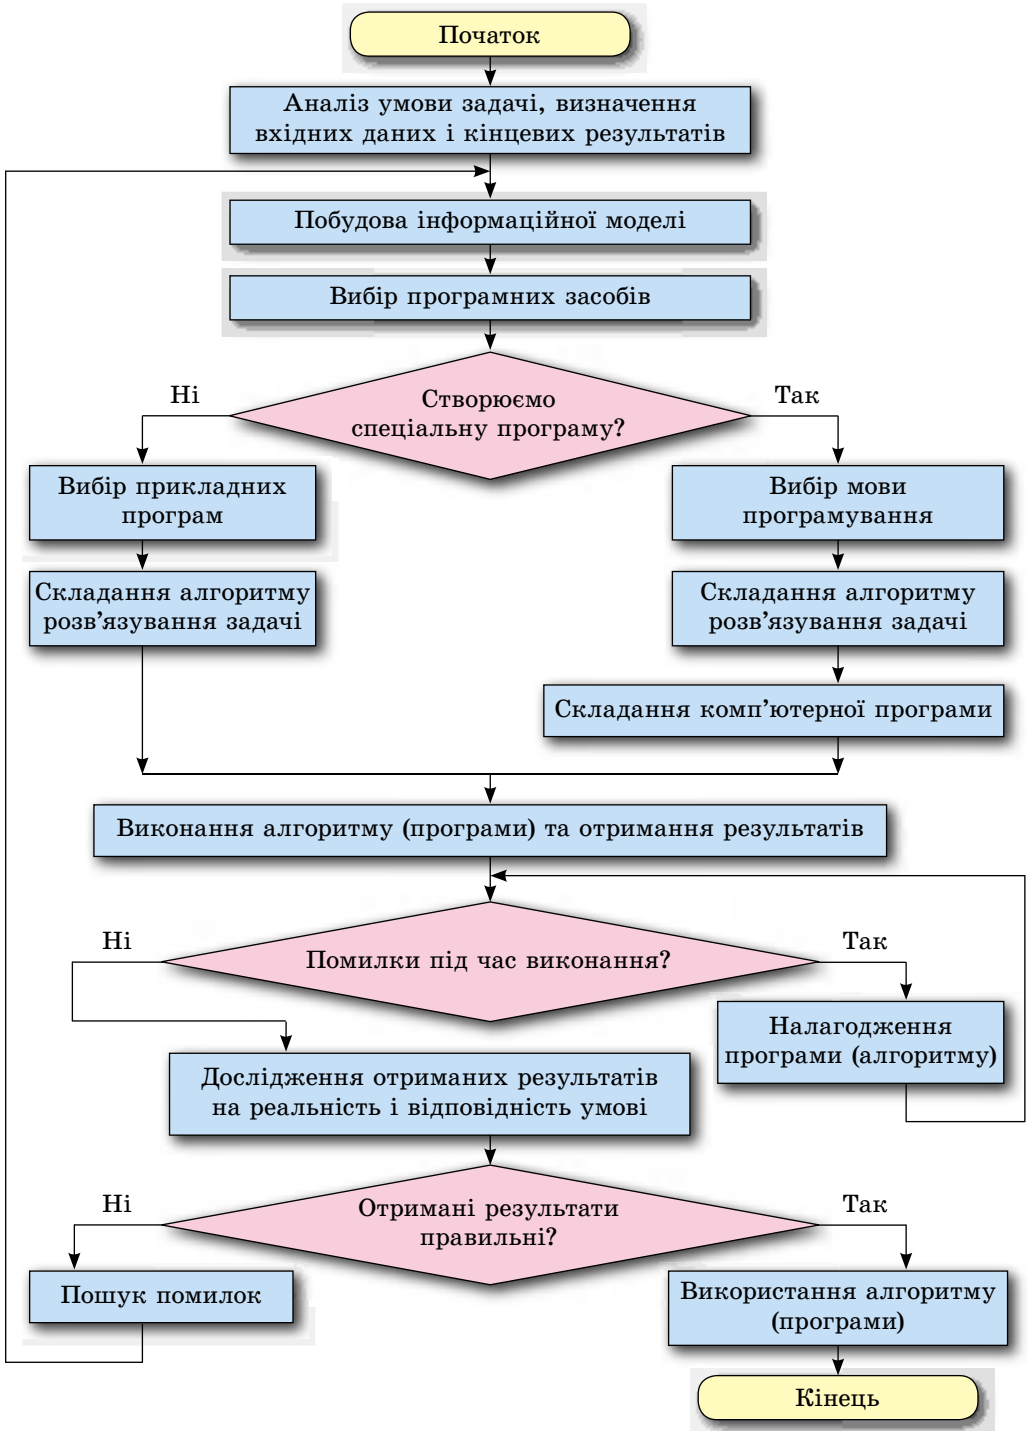 Початок
Аналіз умови задачі, визначення
вхідних даних і кінцевих результатів
Побудова інформаційної моделі
Вибір програмних засобів
Ні
Створюємо
спеціальну програму?
Так
Вибір прикладних
програм
Вибір мови
програмування
Складання алгоритму
розв’язування задачі
Складання алгоритму
розв’язування задачі
Складання комп’ютерної програми
Виконання алгоритму (програми) та отримання результатів
Ні
Помилки під час виконання?
Так
Налагодження
програми (алгоритму)
Дослідження отриманих результатів
на реальність і відповідність умові
Ні
Отримані результати
правильні?
Так
Пошук помилок
Використання алгоритму
(програми)
Кінець